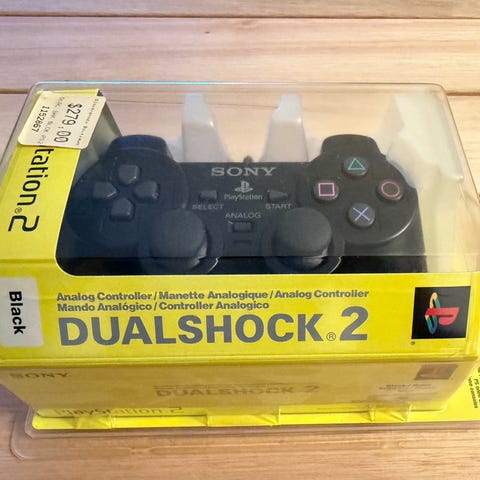 $279.00
1152867
Station®2
SONY
PlayStation
SELECT
START
ANALOG
Black
Analog Controller / Manette Analogique / Analog Controller
Mando Analógico / Controller Analogico
DUALSHOCK®2
SONY
DUALSHOCK 2
PlayStation 2